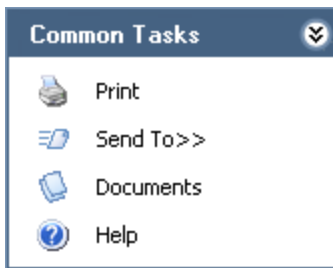 Common Tasks
Print
Send To>>
Documents
Help